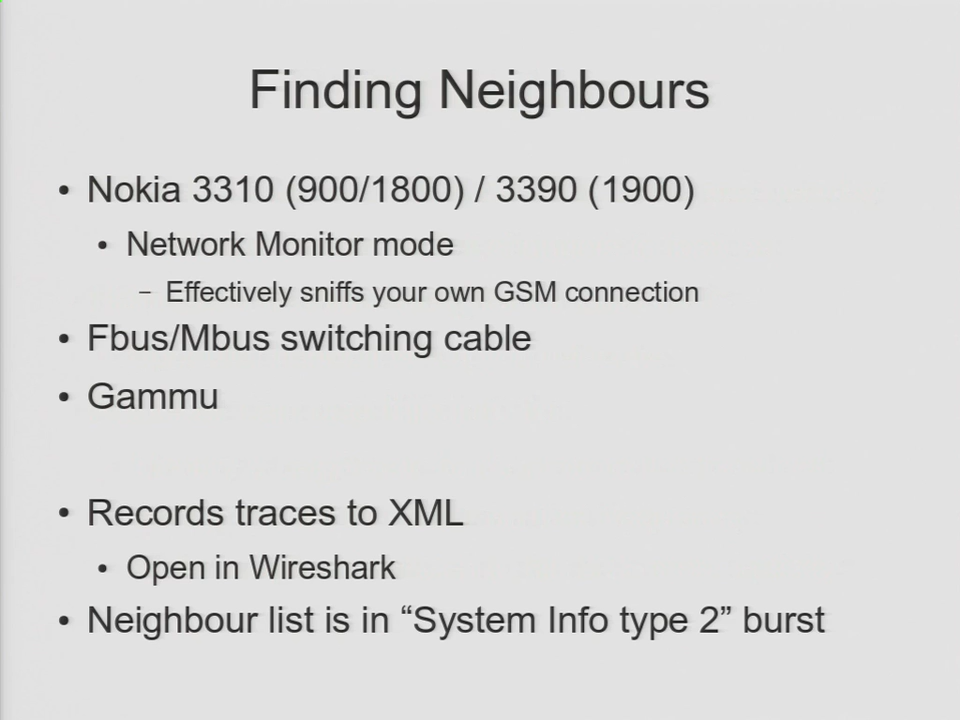 Finding Neighbours
• Nokia 3310 (900/1800) / 3390 (1900)
• Network Monitor mode
– Effectively sniffs your own GSM connection
• Fbus/Mbus switching cable
• Gammu
• Records traces to XML
• Open in Wireshark
• Neighbour list is in “System Info type 2” burst